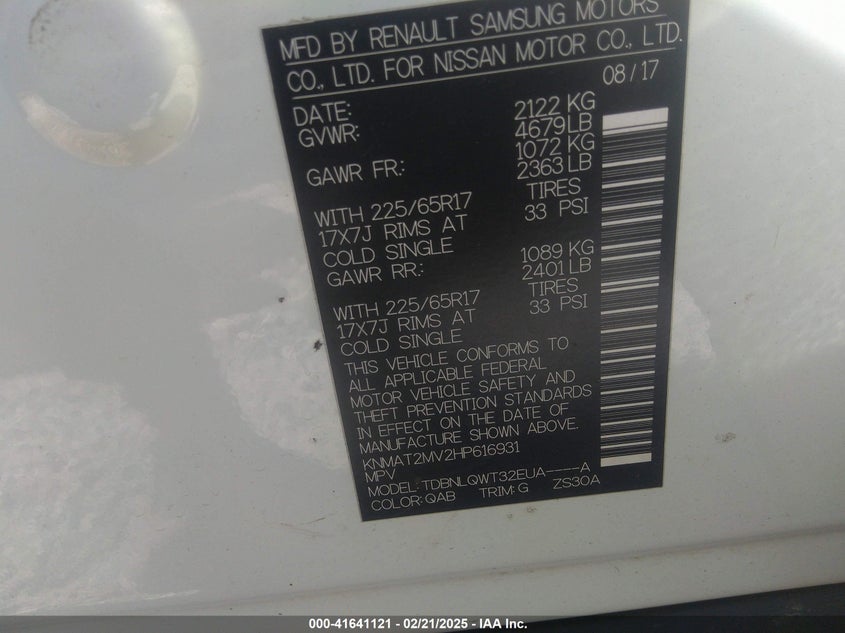 MFD BY RENAULT SAMSUNG MOTORS
CO., LTD. FOR NISSAN MOTOR CO., LTD.
DATE: 08/17
GVWR: 2122 KG
4679 LB
GAWR FR.: 1072 KG
2363 LB
WITH 225/65R17 TIRES
17X7J RIMS AT 33 PSI
COLD SINGLE
GAWR RR.: 1089 KG
2401 LB
WITH 225/65R17 TIRES
17X7J RIMS AT 33 PSI
COLD SINGLE
THIS VEHICLE CONFORMS TO
ALL APPLICABLE FEDERAL
MOTOR VEHICLE SAFETY AND
THEFT PREVENTION STANDARDS
IN EFFECT ON THE DATE OF
MANUFACTURE SHOWN ABOVE.
KNMAT2MV2HP616931
MPV
MODEL: TDBNLQWT32EUA----A
COLOR: QAB TRIM: G ZS30A
000-41641121 - 02/21/2025 - IAA Inc.